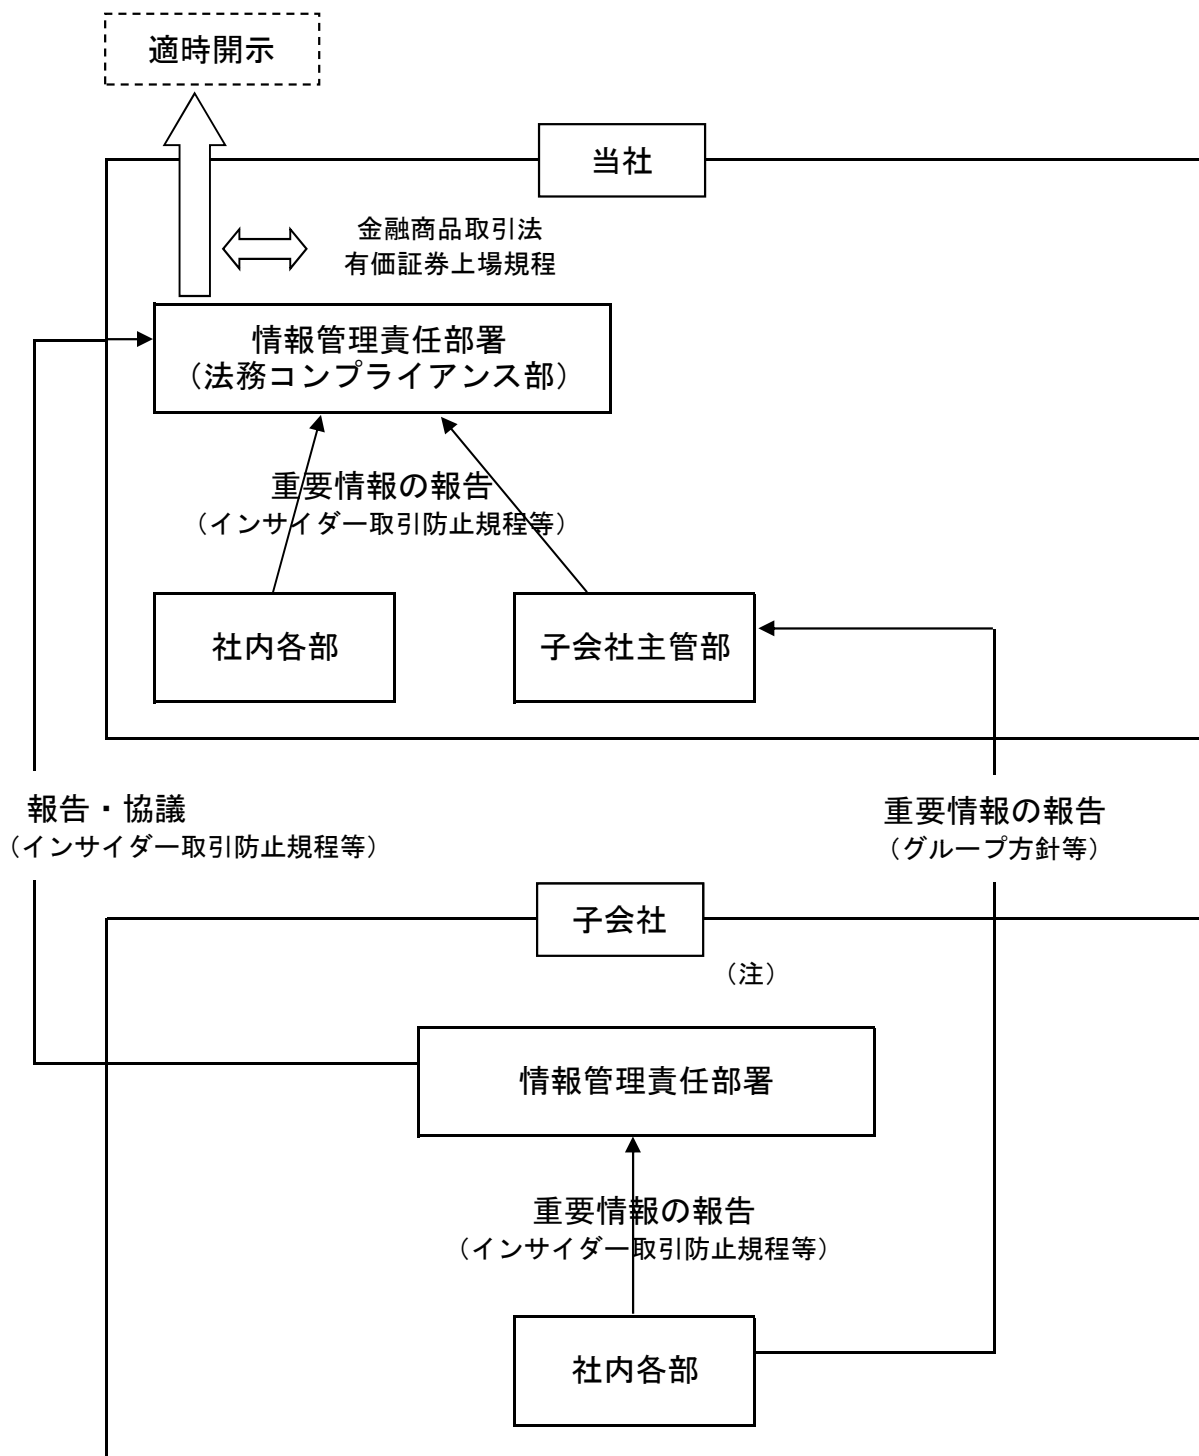 適時開示
当社
金融商品取引法
有価証券上場規程
情報管理責任部署
（法務コンプライアンス部）
重要情報の報告
（インサイダー取引防止規程等）
社内各部
子会社主管部
報告・協議
（インサイダー取引防止規程等）
重要情報の報告
（グループ方針等）
子会社
（注）
情報管理責任部署
重要情報の報告
（インサイダー取引防止規程等）
社内各部